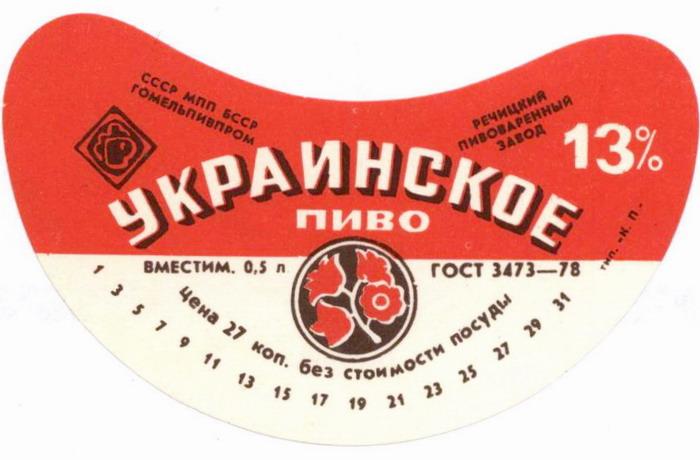 СССР МПП БССР
ГОМЕЛЬПИВПРОМ
РЕЧИЦКИЙ
ПИВОВАРЕННЫЙ
ЗАВОД
13%
УКРАИНСКОЕ
ПИВО
ВМЕСТИМ. 0,5 л
ГОСТ 3473—78
тип. „К. П.“
Цена 27 коп. без стоимости посуды
1 3 5 7 9 11 13 15 17 19 21 23 25 27 29 31